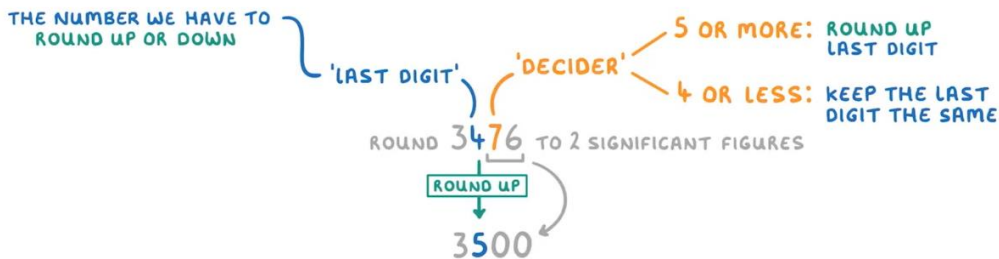 THE NUMBER WE HAVE TO
ROUND UP OR DOWN
'LAST DIGIT'
'DECIDER'
5 OR MORE: ROUND UP
LAST DIGIT
4 OR LESS: KEEP THE LAST
DIGIT THE SAME
ROUND 3476 TO 2 SIGNIFICANT FIGURES
ROUND UP
3500